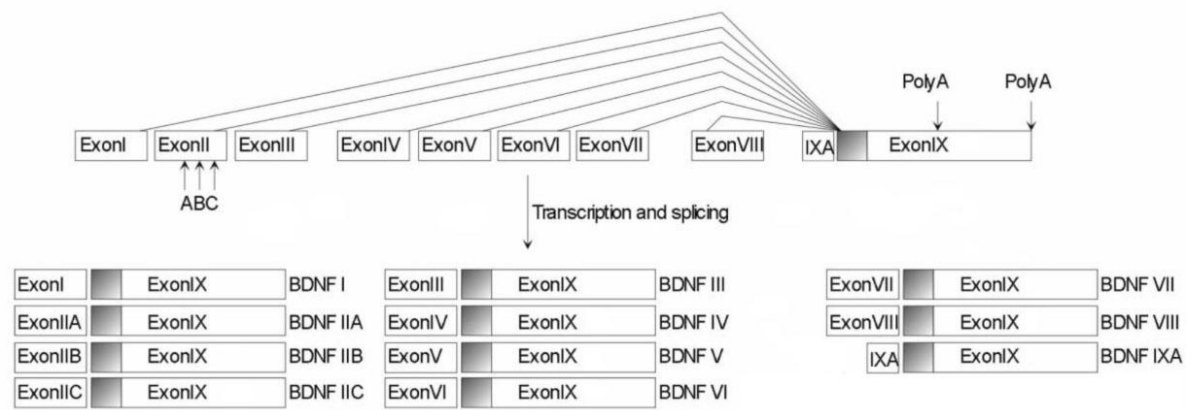 PolyA PolyA
ExonI ExonII ExonIII ExonIV ExonV ExonVI ExonVII ExonVIII IXA ExonIX
ABC
Transcription and splicing
ExonI ExonIX BDNF I
ExonIIA ExonIX BDNF IIA
ExonIIB ExonIX BDNF IIB
ExonIIC ExonIX BDNF IIC
ExonIII ExonIX BDNF III
ExonIV ExonIX BDNF IV
ExonV ExonIX BDNF V
ExonVI ExonIX BDNF VI
ExonVII ExonIX BDNF VII
ExonVIII ExonIX BDNF VIII
IXA ExonIX BDNF IXA